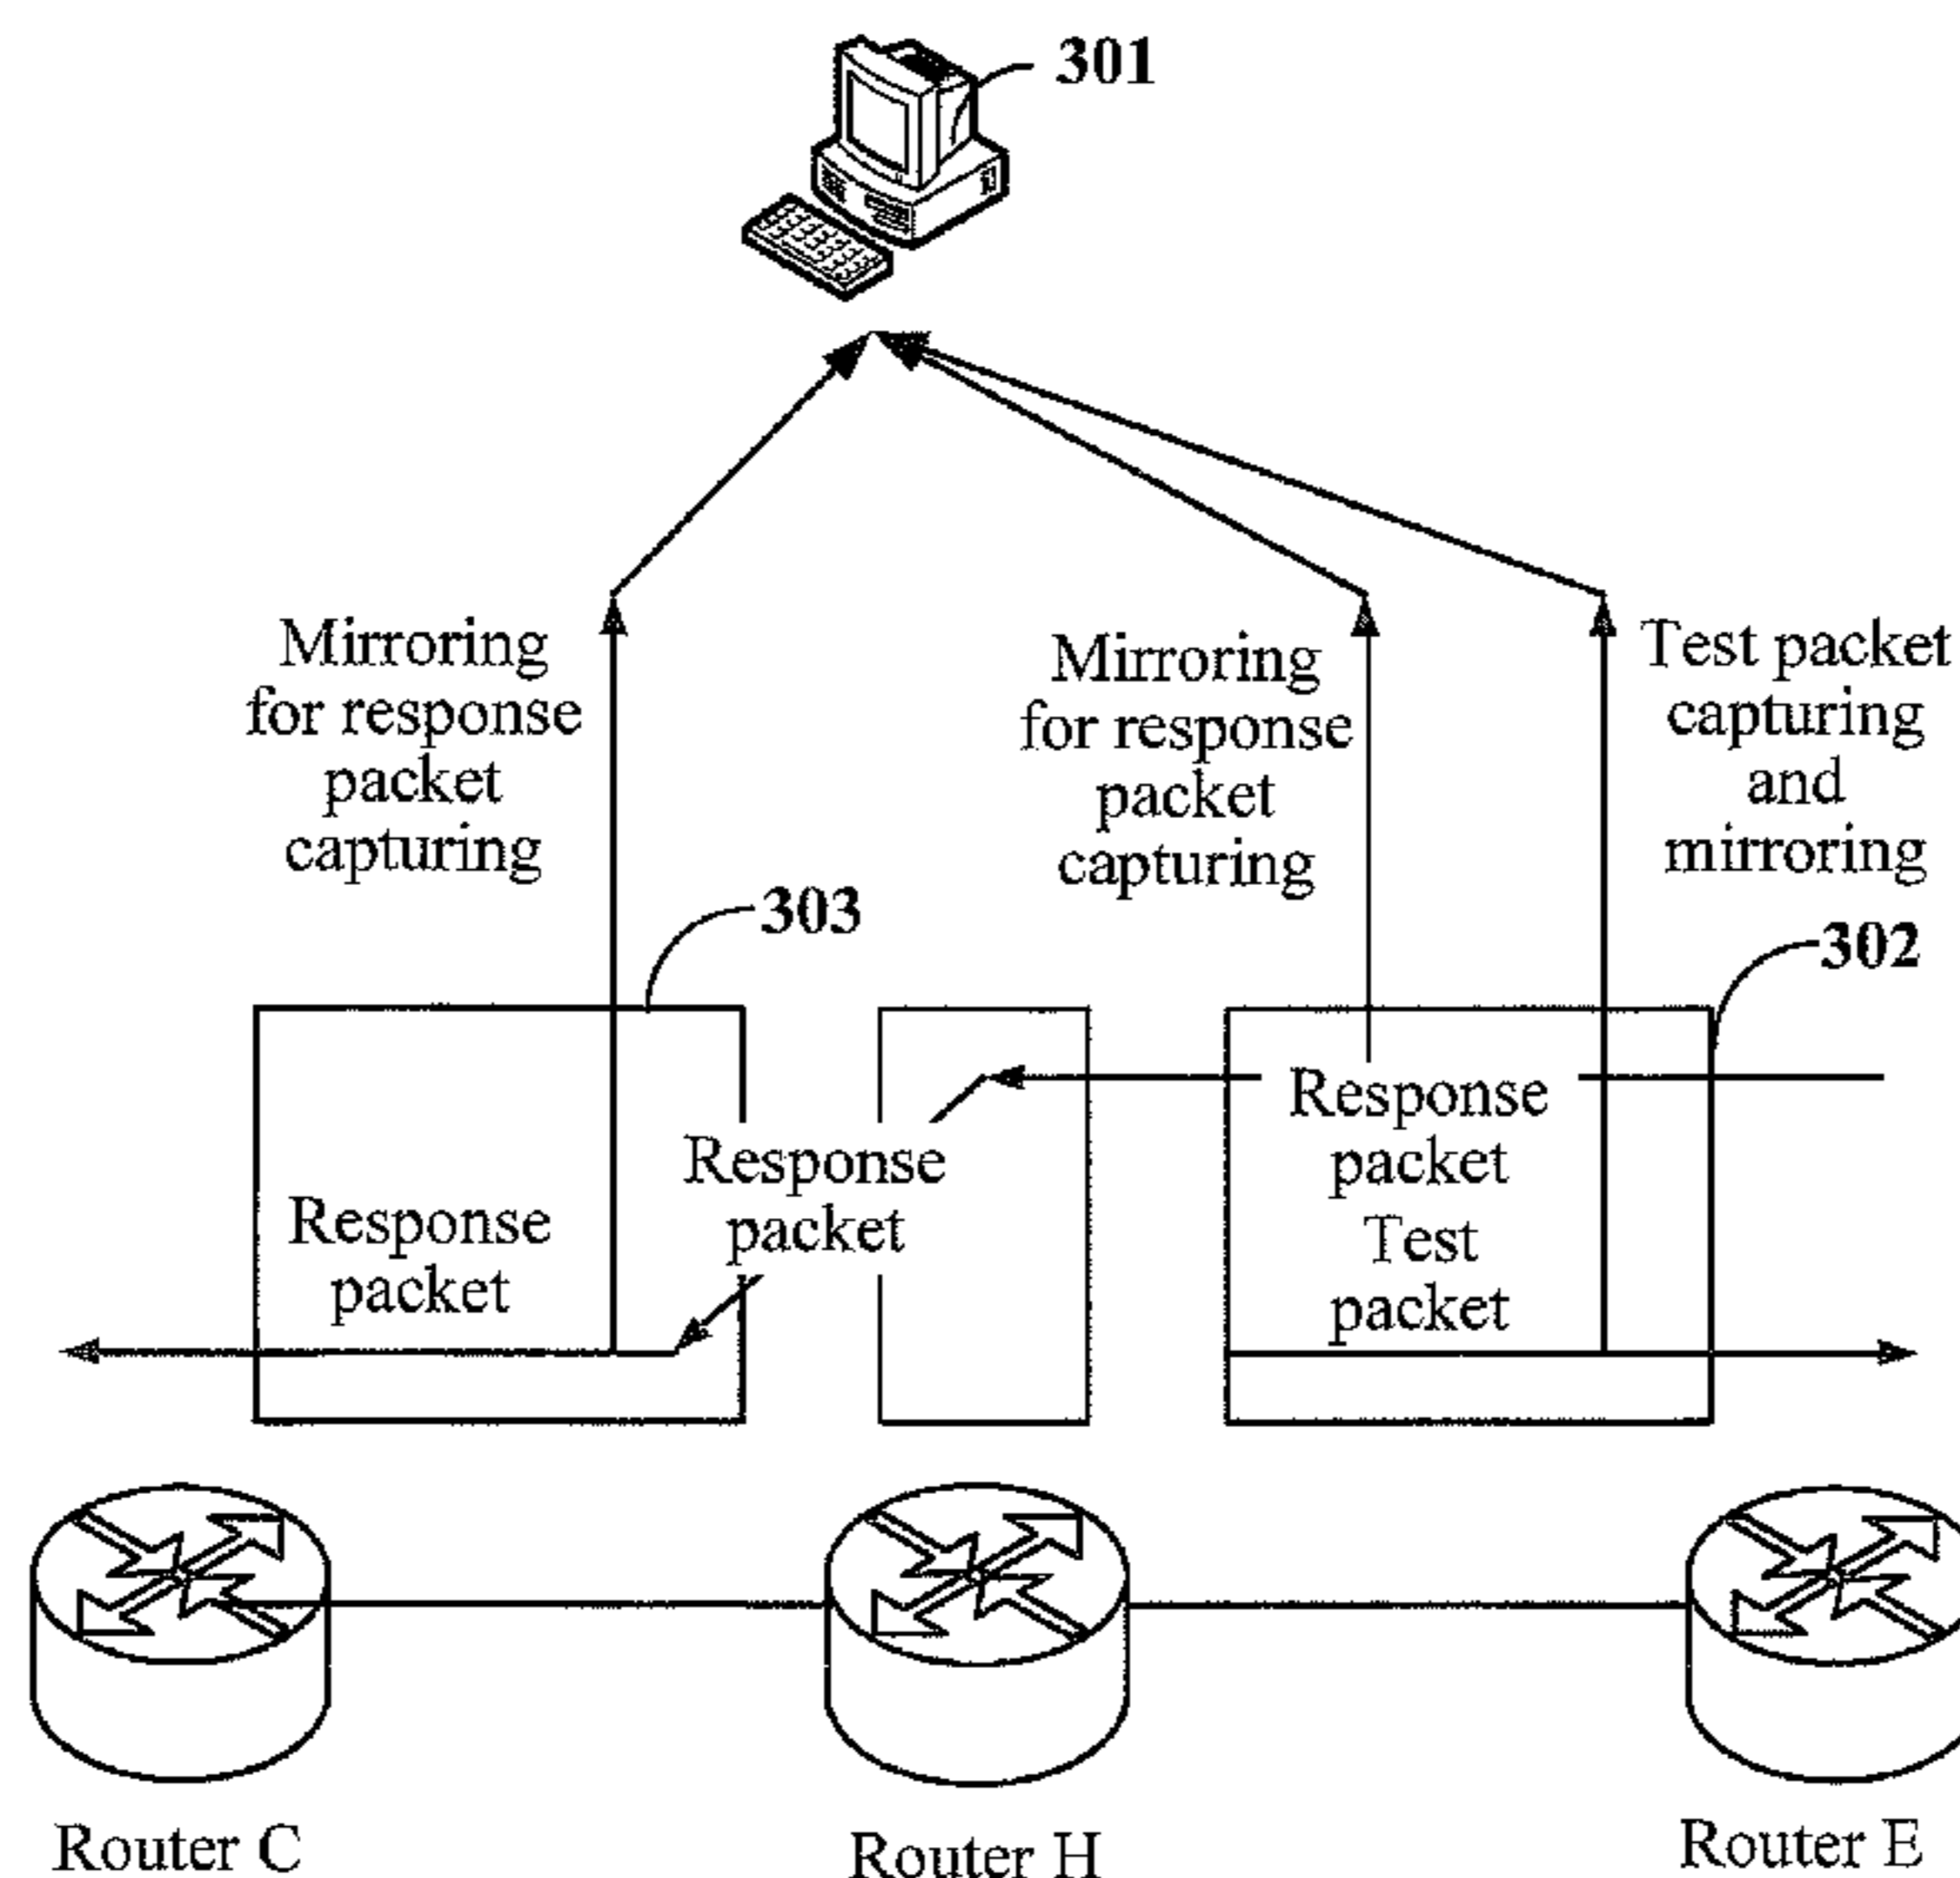 301
Mirroring
for response
packet
capturing
Mirroring
for response
packet
capturing
Test packet
capturing
and
mirroring
303
302
Response
packet
Response
packet
Response
packet
Test
packet
Router C
Router H
Router E